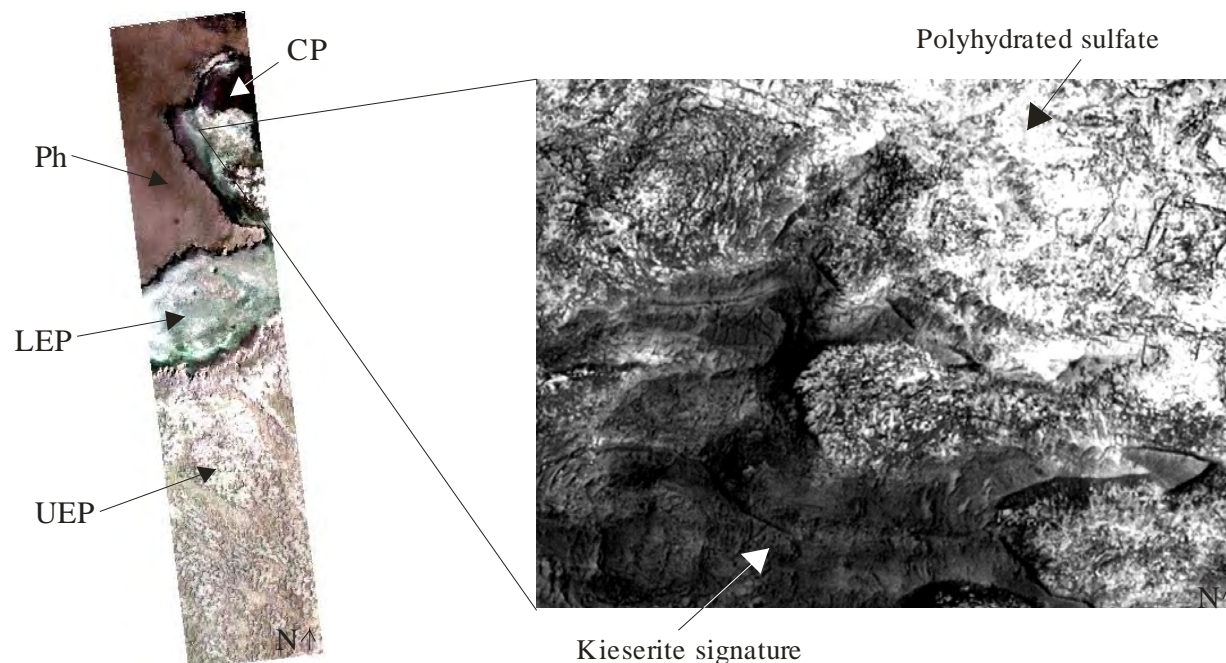 CP
Polyhydrated sulfate
Ph
LEP
UEP
N↑
N↑
Kieserite signature